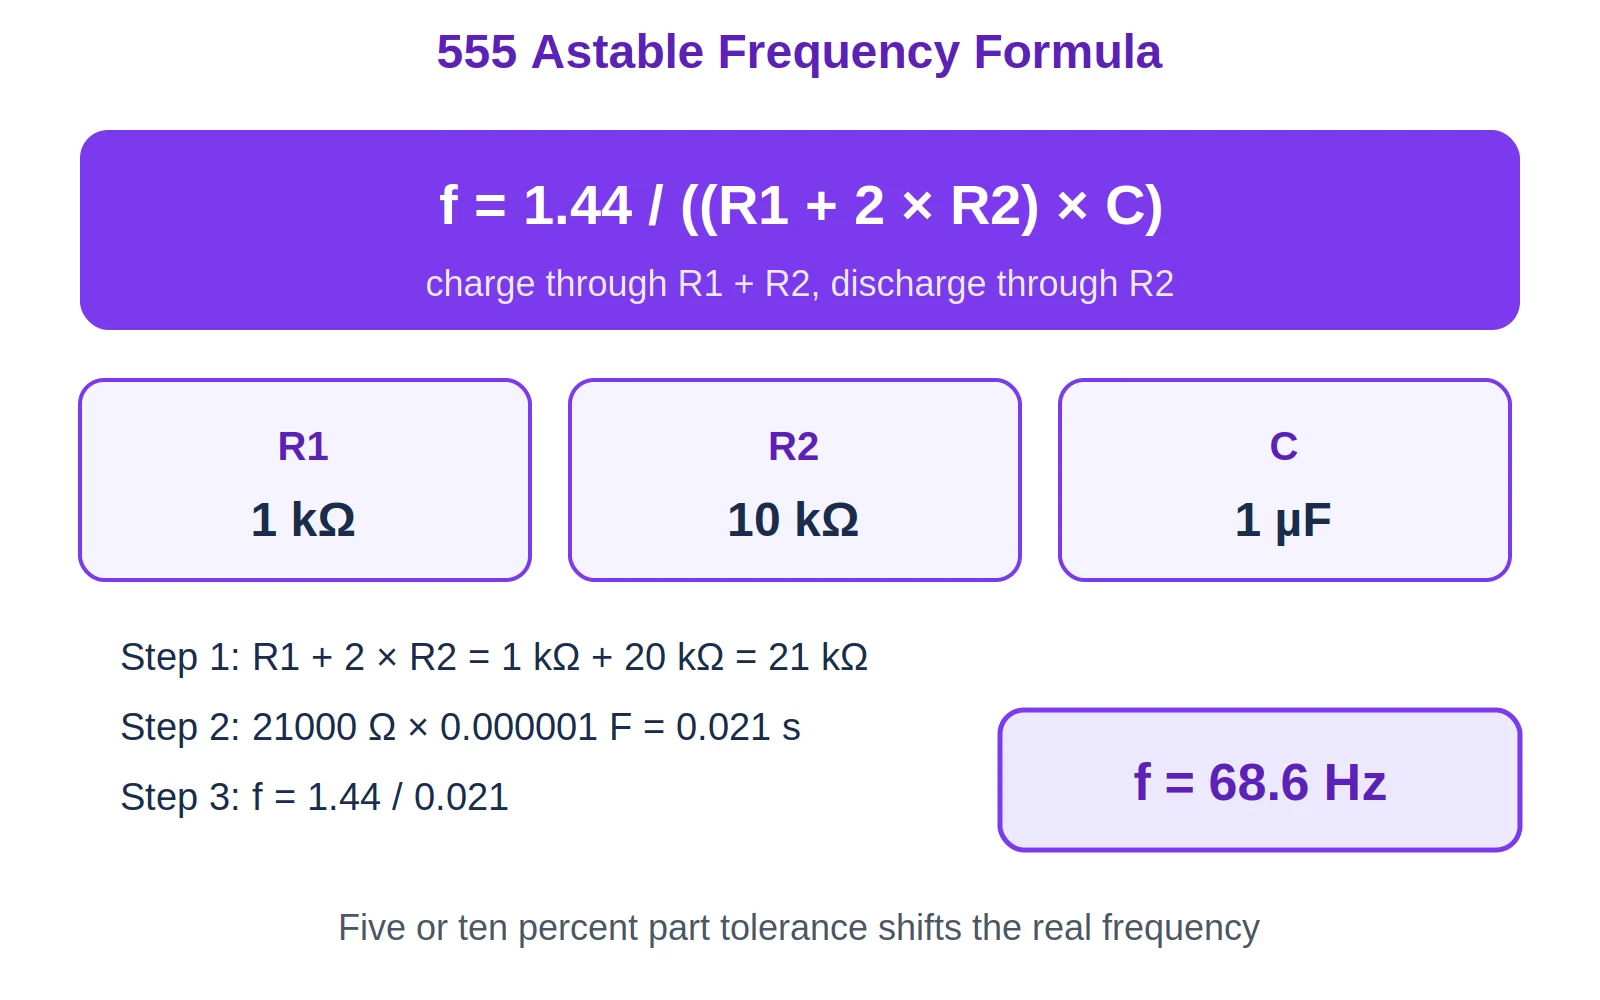 555 Astable Frequency Formula
f = 1.44 / ((R1 + 2 × R2) × C)
charge through R1 + R2, discharge through R2
R1
1 kΩ
R2
10 kΩ
C
1 µF
Step 1: R1 + 2 × R2 = 1 kΩ + 20 kΩ = 21 kΩ
Step 2: 21000 Ω × 0.000001 F = 0.021 s
Step 3: f = 1.44 / 0.021
f = 68.6 Hz
Five or ten percent part tolerance shifts the real frequency